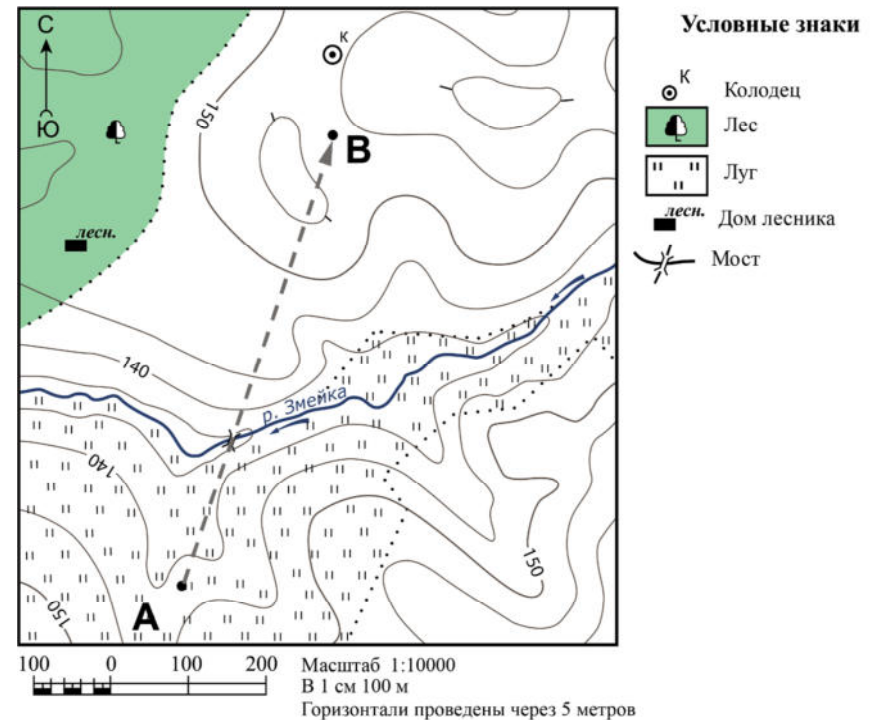 С
Ю
К
150
В
лесн.
140
р. Змейка
140
150
150
А
Условные знаки
К
Колодец
Лес
Луг
лесн.
Дом лесника
Мост
100 0 100 200
Масштаб 1:10000
В 1 см 100 м
Горизонтали проведены через 5 метров